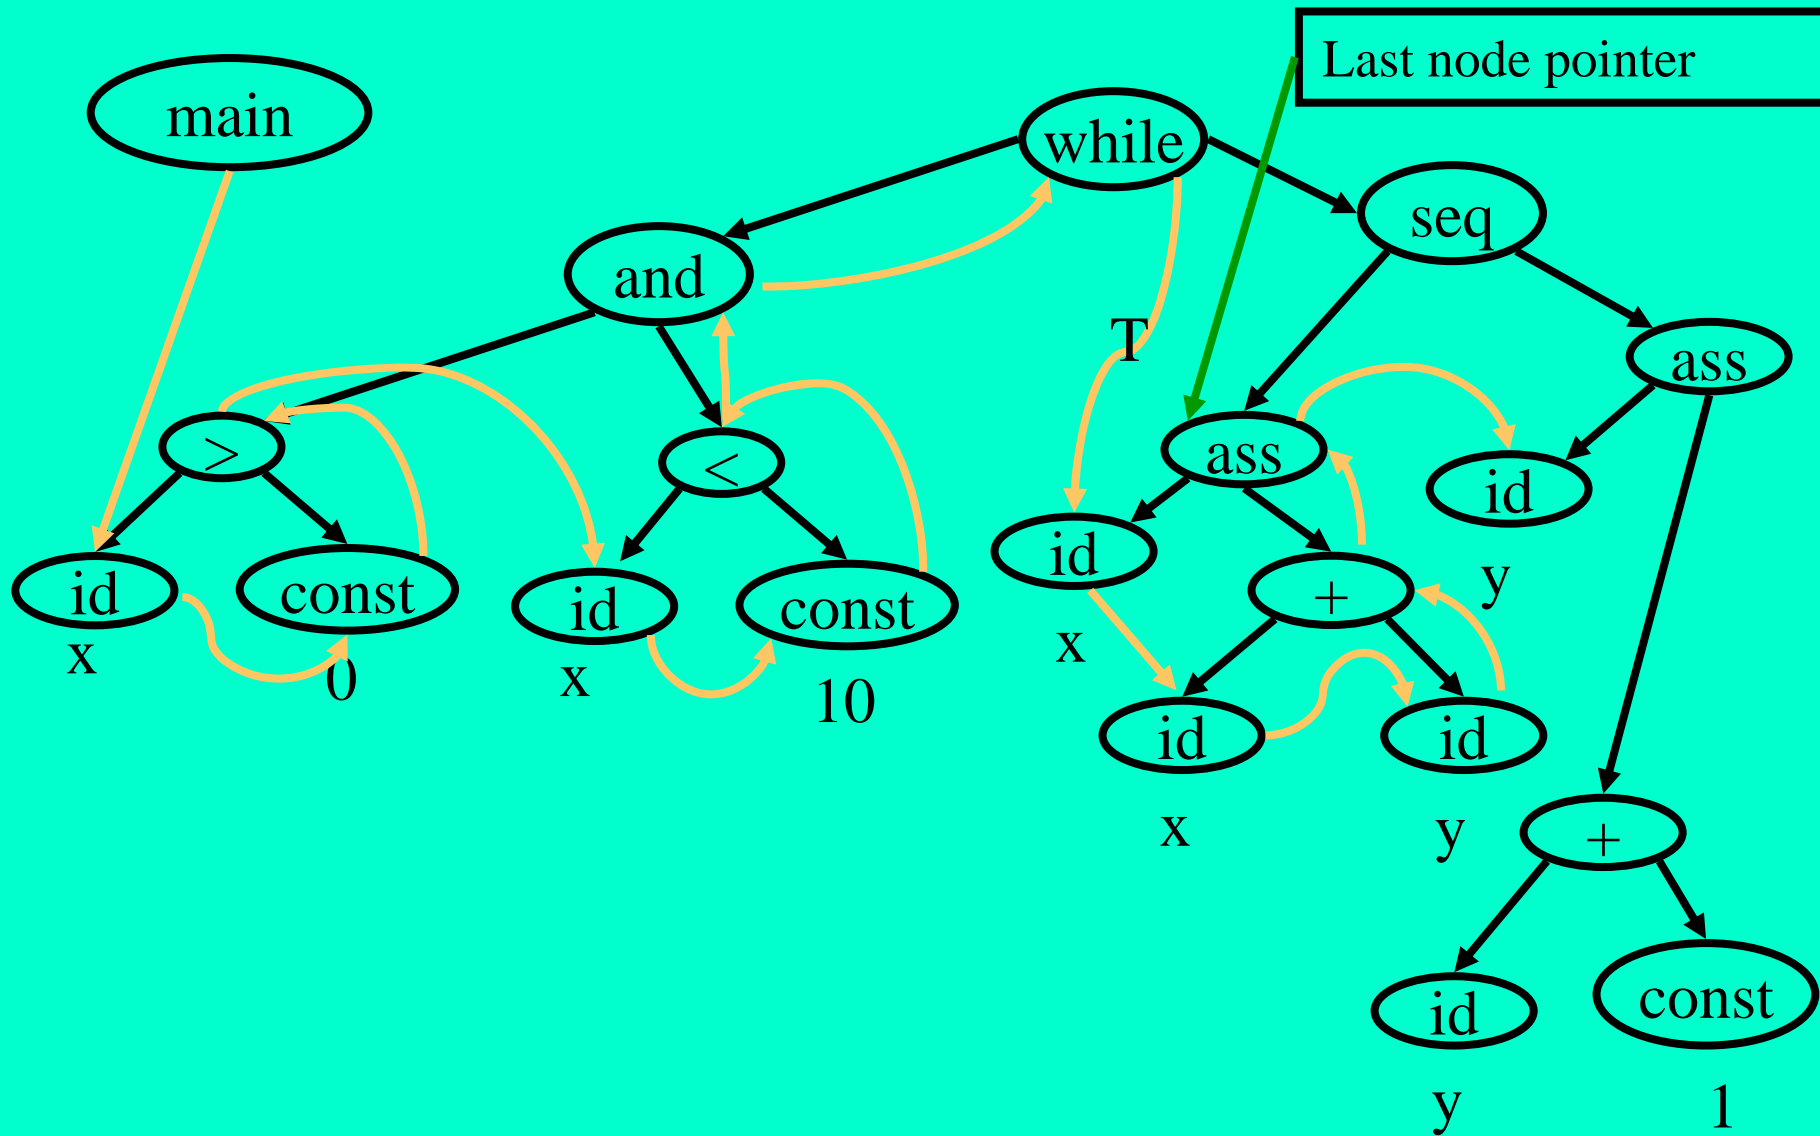 Last node pointer
main
while
seq
and
T
ass
>
<
ass
id
id
const
id
const
id
+
y
x
0
x
10
x
id
id
x
y
+
id
const
y
1